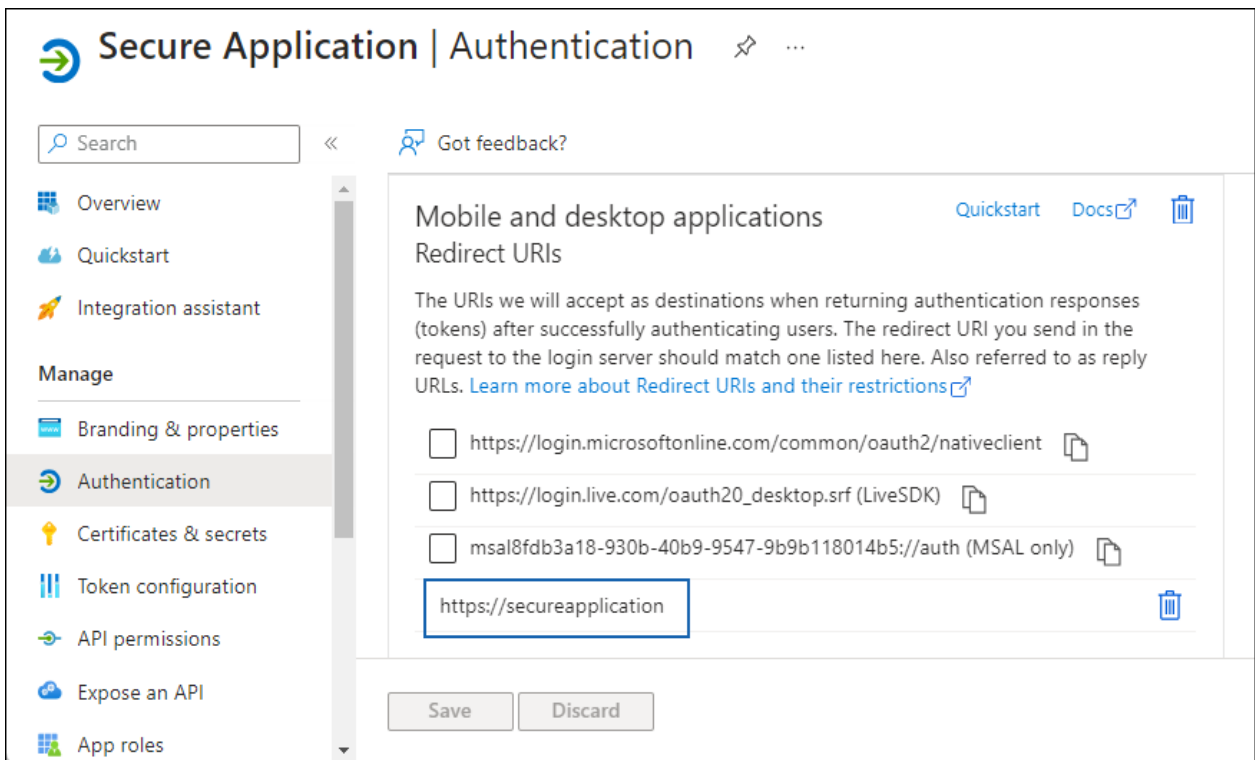 Secure Application | Authentication
Search
Got feedback?
Overview
Quickstart
Integration assistant
Manage
Branding & properties
Authentication
Certificates & secrets
Token configuration
API permissions
Expose an API
App roles
Mobile and desktop applications
Quickstart
Docs
Redirect URIs
The URIs we will accept as destinations when returning authentication responses
(tokens) after successfully authenticating users. The redirect URI you send in the
request to the login server should match one listed here. Also referred to as reply
URLs. Learn more about Redirect URIs and their restrictions
https://login.microsoftonline.com/common/oauth2/nativeclient
https://login.live.com/oauth20_desktop.srf (LiveSDK)
msal8fdb3a18-930b-40b9-9547-9b9b118014b5://auth (MSAL only)
https://secureapplication
Save
Discard